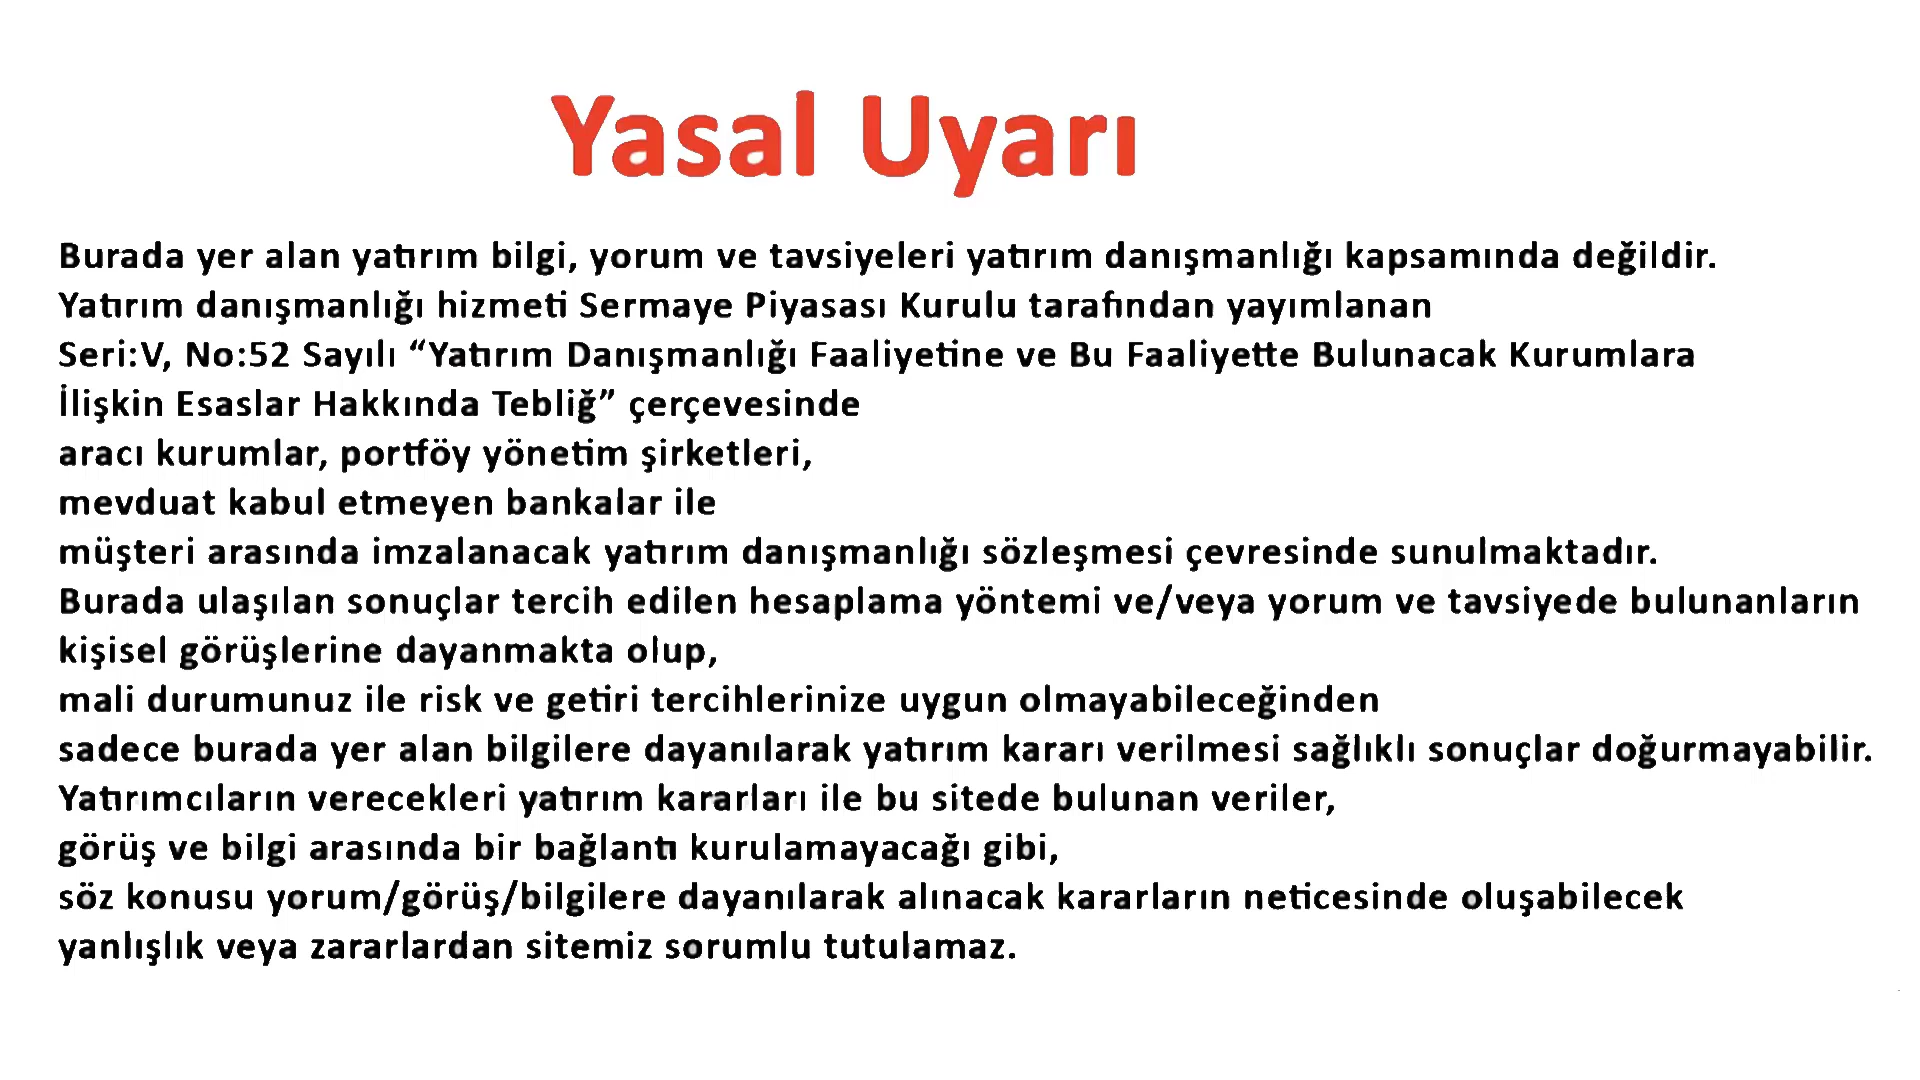 Yasal Uyarı
Burada yer alan yatırım bilgi, yorum ve tavsiyeleri yatırım danışmanlığı kapsamında değildir.
Yatırım danışmanlığı hizmeti Sermaye Piyasası Kurulu tarafından yayımlanan
Seri:V, No:52 Sayılı “Yatırım Danışmanlığı Faaliyetine ve Bu Faaliyette Bulunacak Kurumlara
İlişkin Esaslar Hakkında Tebliğ” çerçevesinde
aracı kurumlar, portföy yönetim şirketleri,
mevduat kabul etmeyen bankalar ile
müşteri arasında imzalanacak yatırım danışmanlığı sözleşmesi çevresinde sunulmaktadır.
Burada ulaşılan sonuçlar tercih edilen hesaplama yöntemi ve/veya yorum ve tavsiyede bulunanların
kişisel görüşlerine dayanmakta olup,
mali durumunuz ile risk ve getiri tercihlerinize uygun olmayabileceğinden
sadece burada yer alan bilgilere dayanılarak yatırım kararı verilmesi sağlıklı sonuçlar doğurmayabilir.
Yatırımcıların verecekleri yatırım kararları ile bu sitede bulunan veriler,
görüş ve bilgi arasında bir bağlantı kurulamayacağı gibi,
söz konusu yorum/görüş/bilgilere dayanılarak alınacak kararların neticesinde oluşabilecek
yanlışlık veya zararlardan sitemiz sorumlu tutulamaz.